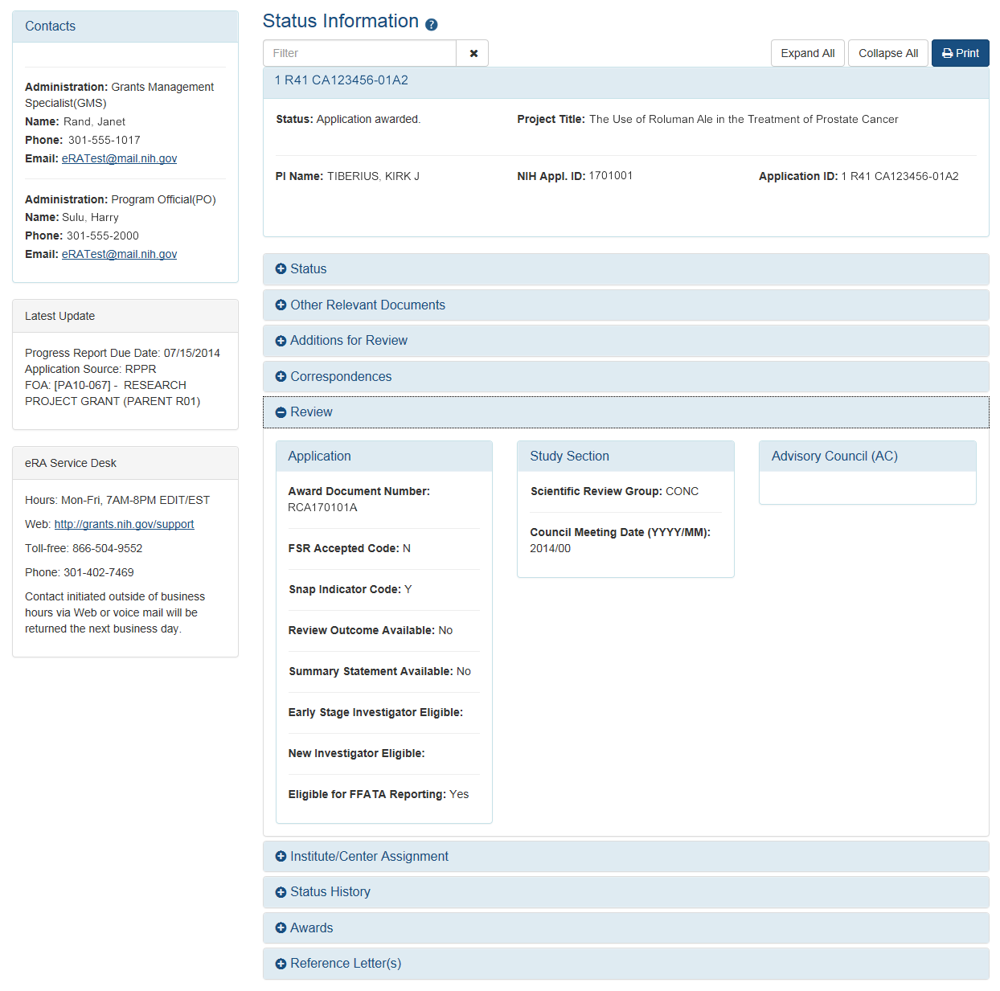 Contacts
Administration: Grants Management
Specialist(GMS)
Name: Rand, Janet
Phone: 301-555-1017
Email: eRATest@mail.nih.gov
Administration: Program Official(PO)
Name: Sulu, Harry
Phone: 301-555-2000
Email: eRATest@mail.nih.gov
Latest Update
Progress Report Due Date: 07/15/2014
Application Source: RPPR
FOA: [PA10-067] - RESEARCH
PROJECT GRANT (PARENT R01)
eRA Service Desk
Hours: Mon-Fri, 7AM-8PM EDIT/EST
Web: http://grants.nih.gov/support
Toll-free: 866-504-9552
Phone: 301-402-7469
Contact initiated outside of business
hours via Web or voice mail will be
returned the next business day.
Status Information ?
Filter
Expand All
Collapse All
Print
1 R41 CA123456-01A2
Status: Application awarded.
Project Title: The Use of Roluman Ale in the Treatment of Prostate Cancer
PI Name: TIBERIUS, KIRK J
NIH Appl. ID: 1701001
Application ID: 1 R41 CA123456-01A2
Status
Other Relevant Documents
Additions for Review
Correspondences
Review
Application
Award Document Number:
RCA170101A
FSR Accepted Code: N
Snap Indicator Code: Y
Review Outcome Available: No
Summary Statement Available: No
Early Stage Investigator Eligible:
New Investigator Eligible:
Eligible for FFATA Reporting: Yes
Study Section
Scientific Review Group: CONC
Council Meeting Date (YYYY/MM):
2014/00
Advisory Council (AC)
Institute/Center Assignment
Status History
Awards
Reference Letter(s)